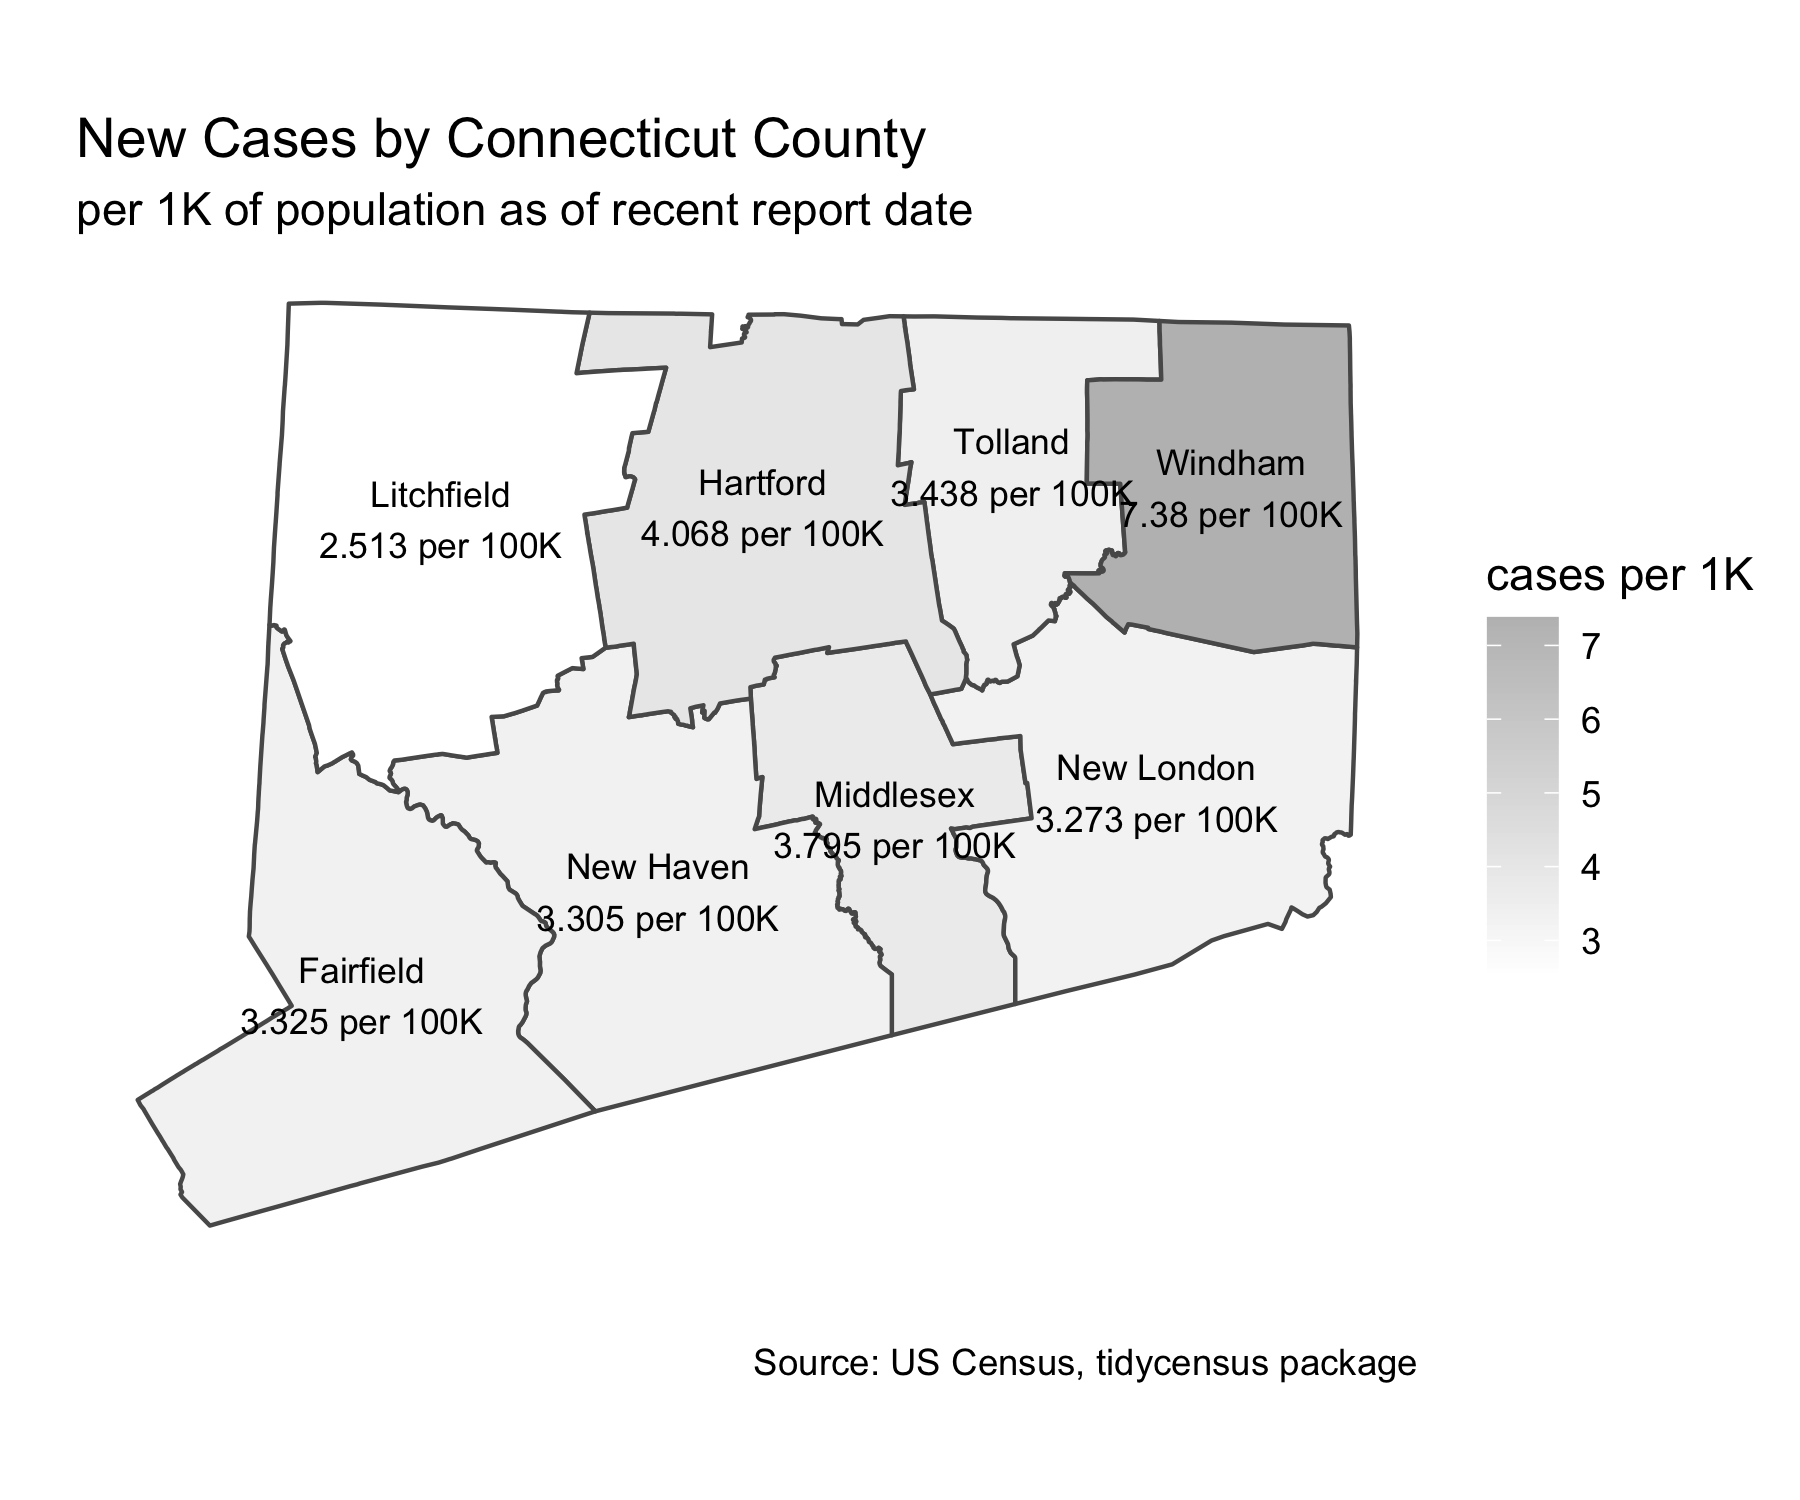 New Cases by Connecticut County
per 1K of population as of recent report date
Litchfield
2.513 per 100K
Hartford
4.068 per 100K
Tolland
3.438 per 100K
Windham
7.38 per 100K
New London
3.273 per 100K
Middlesex
3.795 per 100K
New Haven
3.305 per 100K
Fairfield
3.325 per 100K
cases per 1K
7
6
5
4
3
Source: US Census, tidycensus package